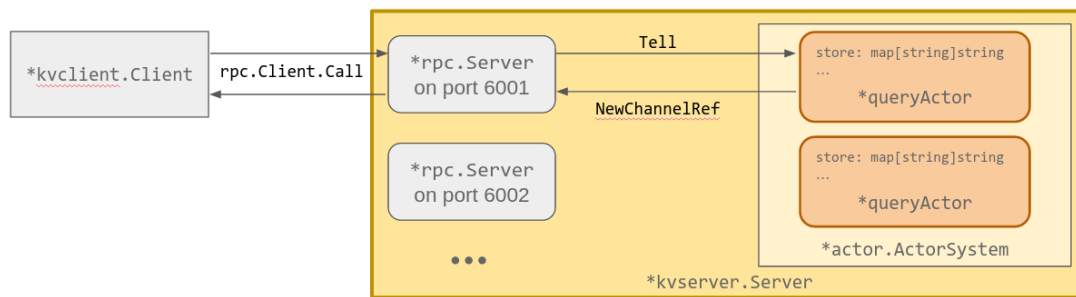 *kvclient.Client
rpc.Client.Call
*rpc.Server
on port 6001
Tell
NewChannelRef
store: map[string]string
…
*queryActor
*rpc.Server
on port 6002
store: map[string]string
…
*queryActor
*actor.ActorSystem
•••
*kvserver.Server